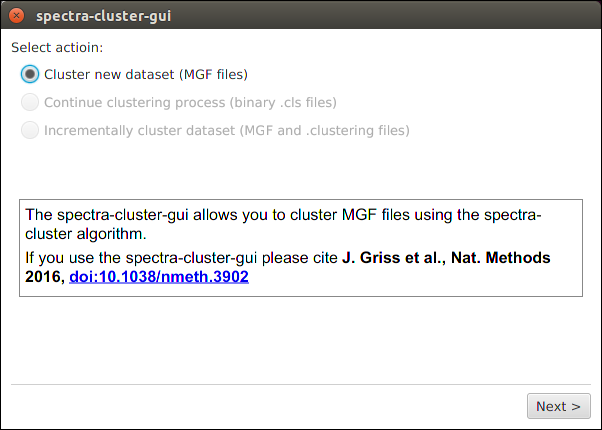 spectra-cluster-gui
Select actioin:
Cluster new dataset (MGF files)
Continue clustering process (binary .cls files)
Incrementally cluster dataset (MGF and .clustering files)
The spectra-cluster-gui allows you to cluster MGF files using the spectra-
cluster algorithm.
If you use the spectra-cluster-gui please cite J. Griss et al., Nat. Methods
2016, doi:10.1038/nmeth.3902
Next >